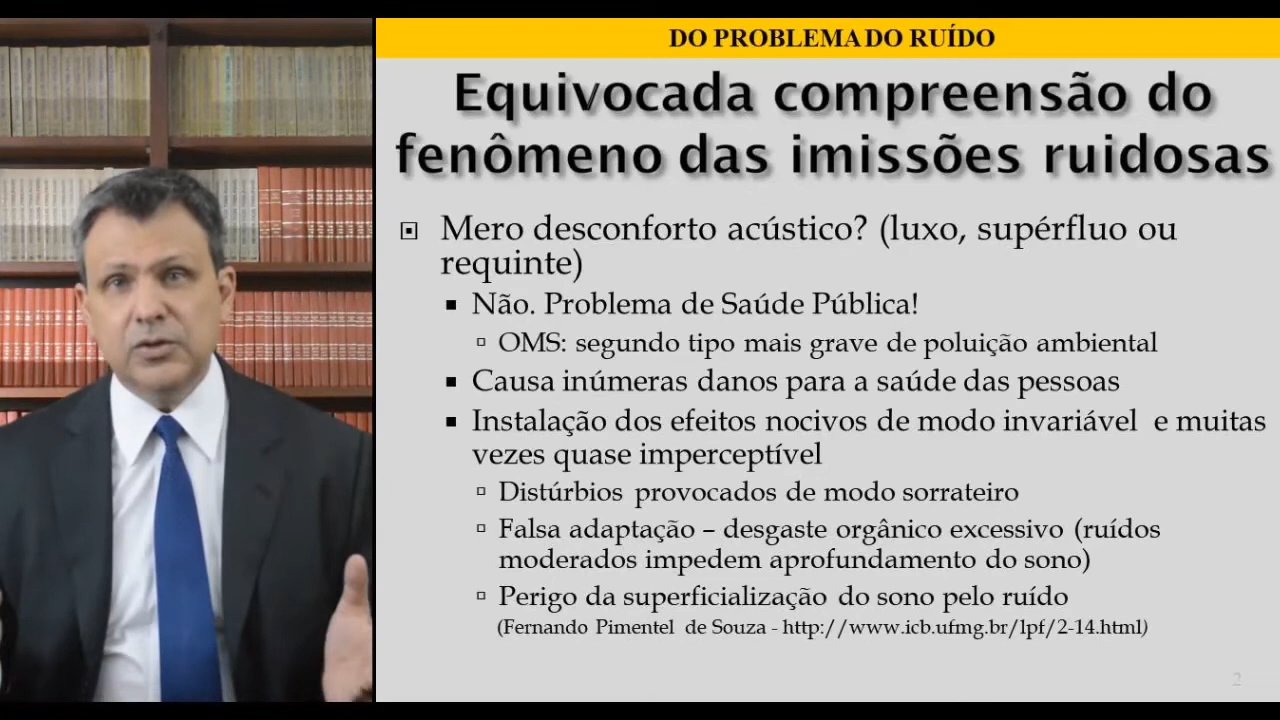 DO PROBLEMA DO RUÍDO
Equivocada compreensão do
fenômeno das imissões ruidosas
Mero desconforto acústico? (luxo, supérfluo ou
requinte)
Não. Problema de Saúde Pública!
OMS: segundo tipo mais grave de poluição ambiental
Causa inúmeras danos para a saúde das pessoas
Instalação dos efeitos nocivos de modo invariável e muitas
vezes quase imperceptível
Distúrbios provocados de modo sorrateiro
Falsa adaptação – desgaste orgânico excessivo (ruídos
moderados impedem aprofundamento do sono)
Perigo da superficialização do sono pelo ruído
(Fernando Pimentel de Souza - http://www.icb.ufmg.br/lpf/2-14.html)
2